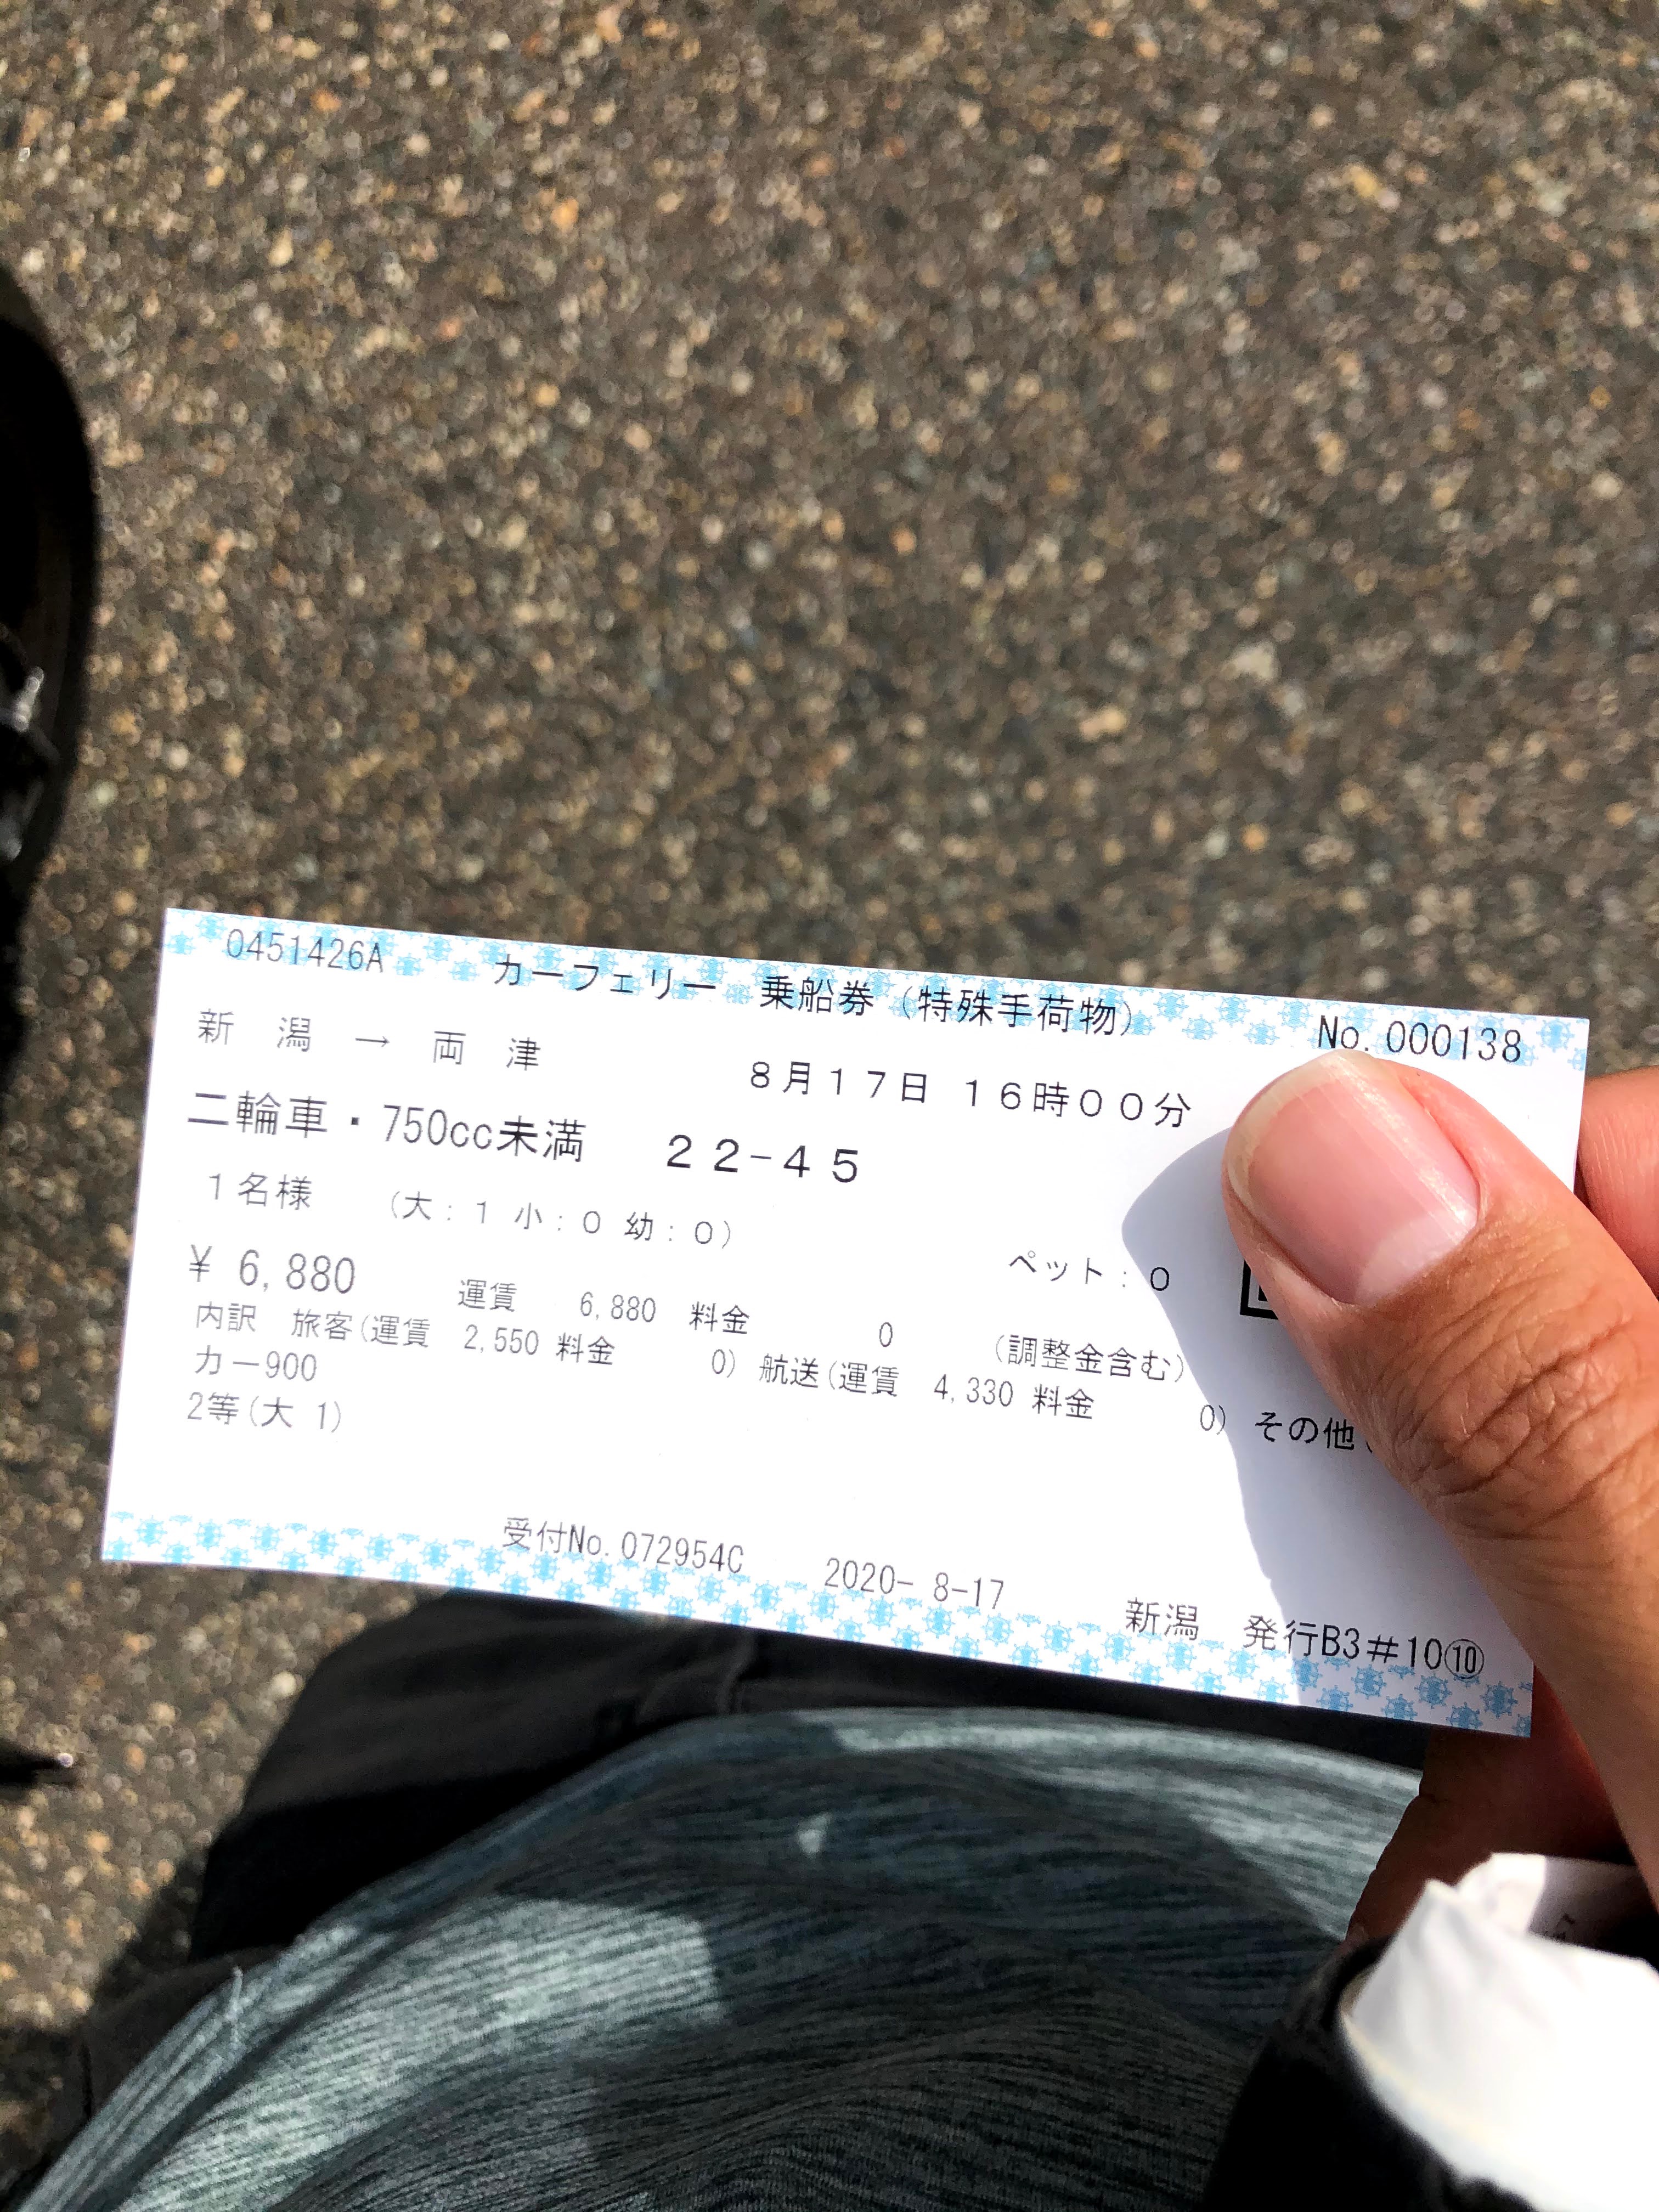 0451426A カーフェリー 乗船券(特殊手荷物) No.000138
新 潟 → 両 津 8月17日 16時00分
二輪車・750cc未満 22-45
1名様 (大:1 小:0 幼:0) ペット:0
¥ 6,880 運賃 6,880 料金 0 (調整金含む)
内訳 旅客(運賃 2,550 料金 0) 航送(運賃 4,330 料金 0) その他(
カー900
2等(大 1)
受付No.072954C 2020- 8-17 新潟 発行B3#10⑩